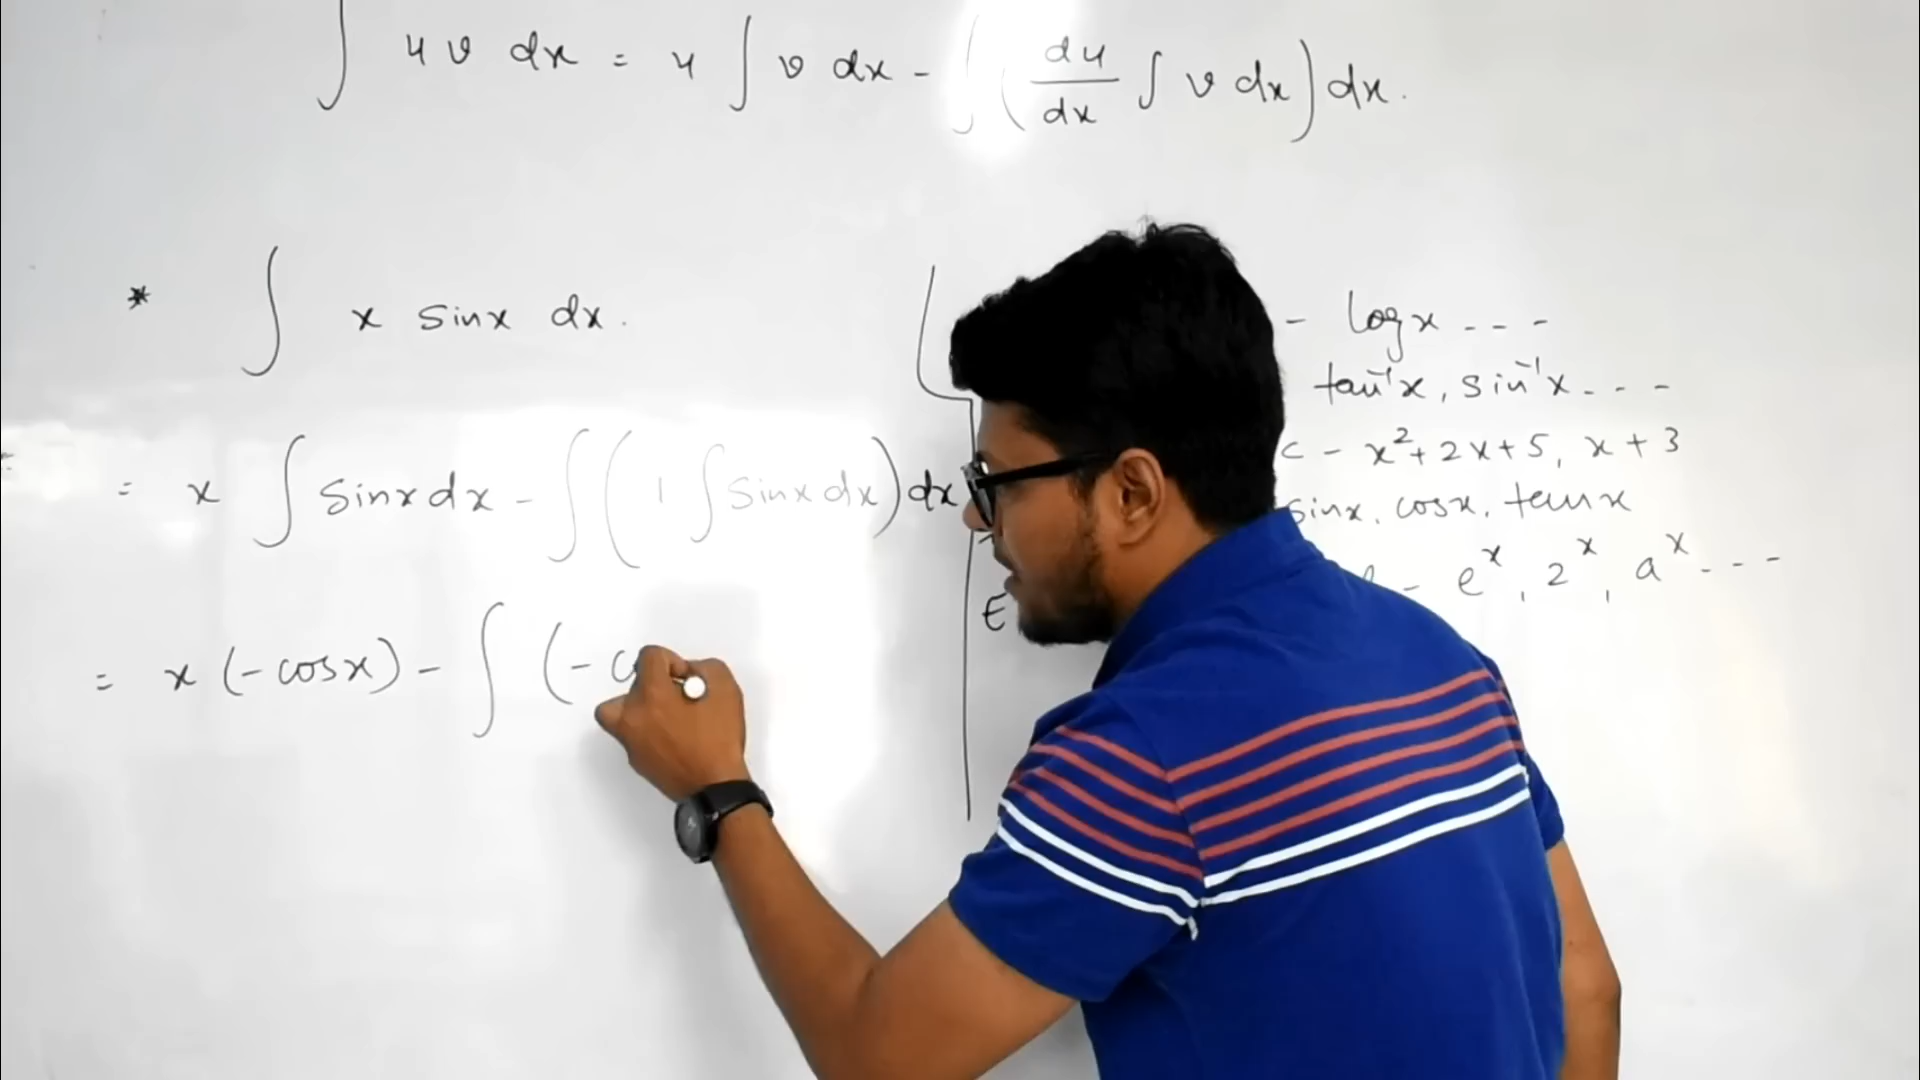 ∫ u v dx = u ∫ v dx - ∫ ( du/dx ∫ v dx ) dx.
* ∫ x sinx dx.
= x ∫ sinx dx - ∫ ( 1 ∫ sinx dx ) dx
= x (-cosx) - ∫ (- c
- log x - - -
tan⁻¹x, sin⁻¹x - - -
c - x²+2x+5, x+3
sinx, cosx, tanx
E - eˣ, 2ˣ, aˣ - - -